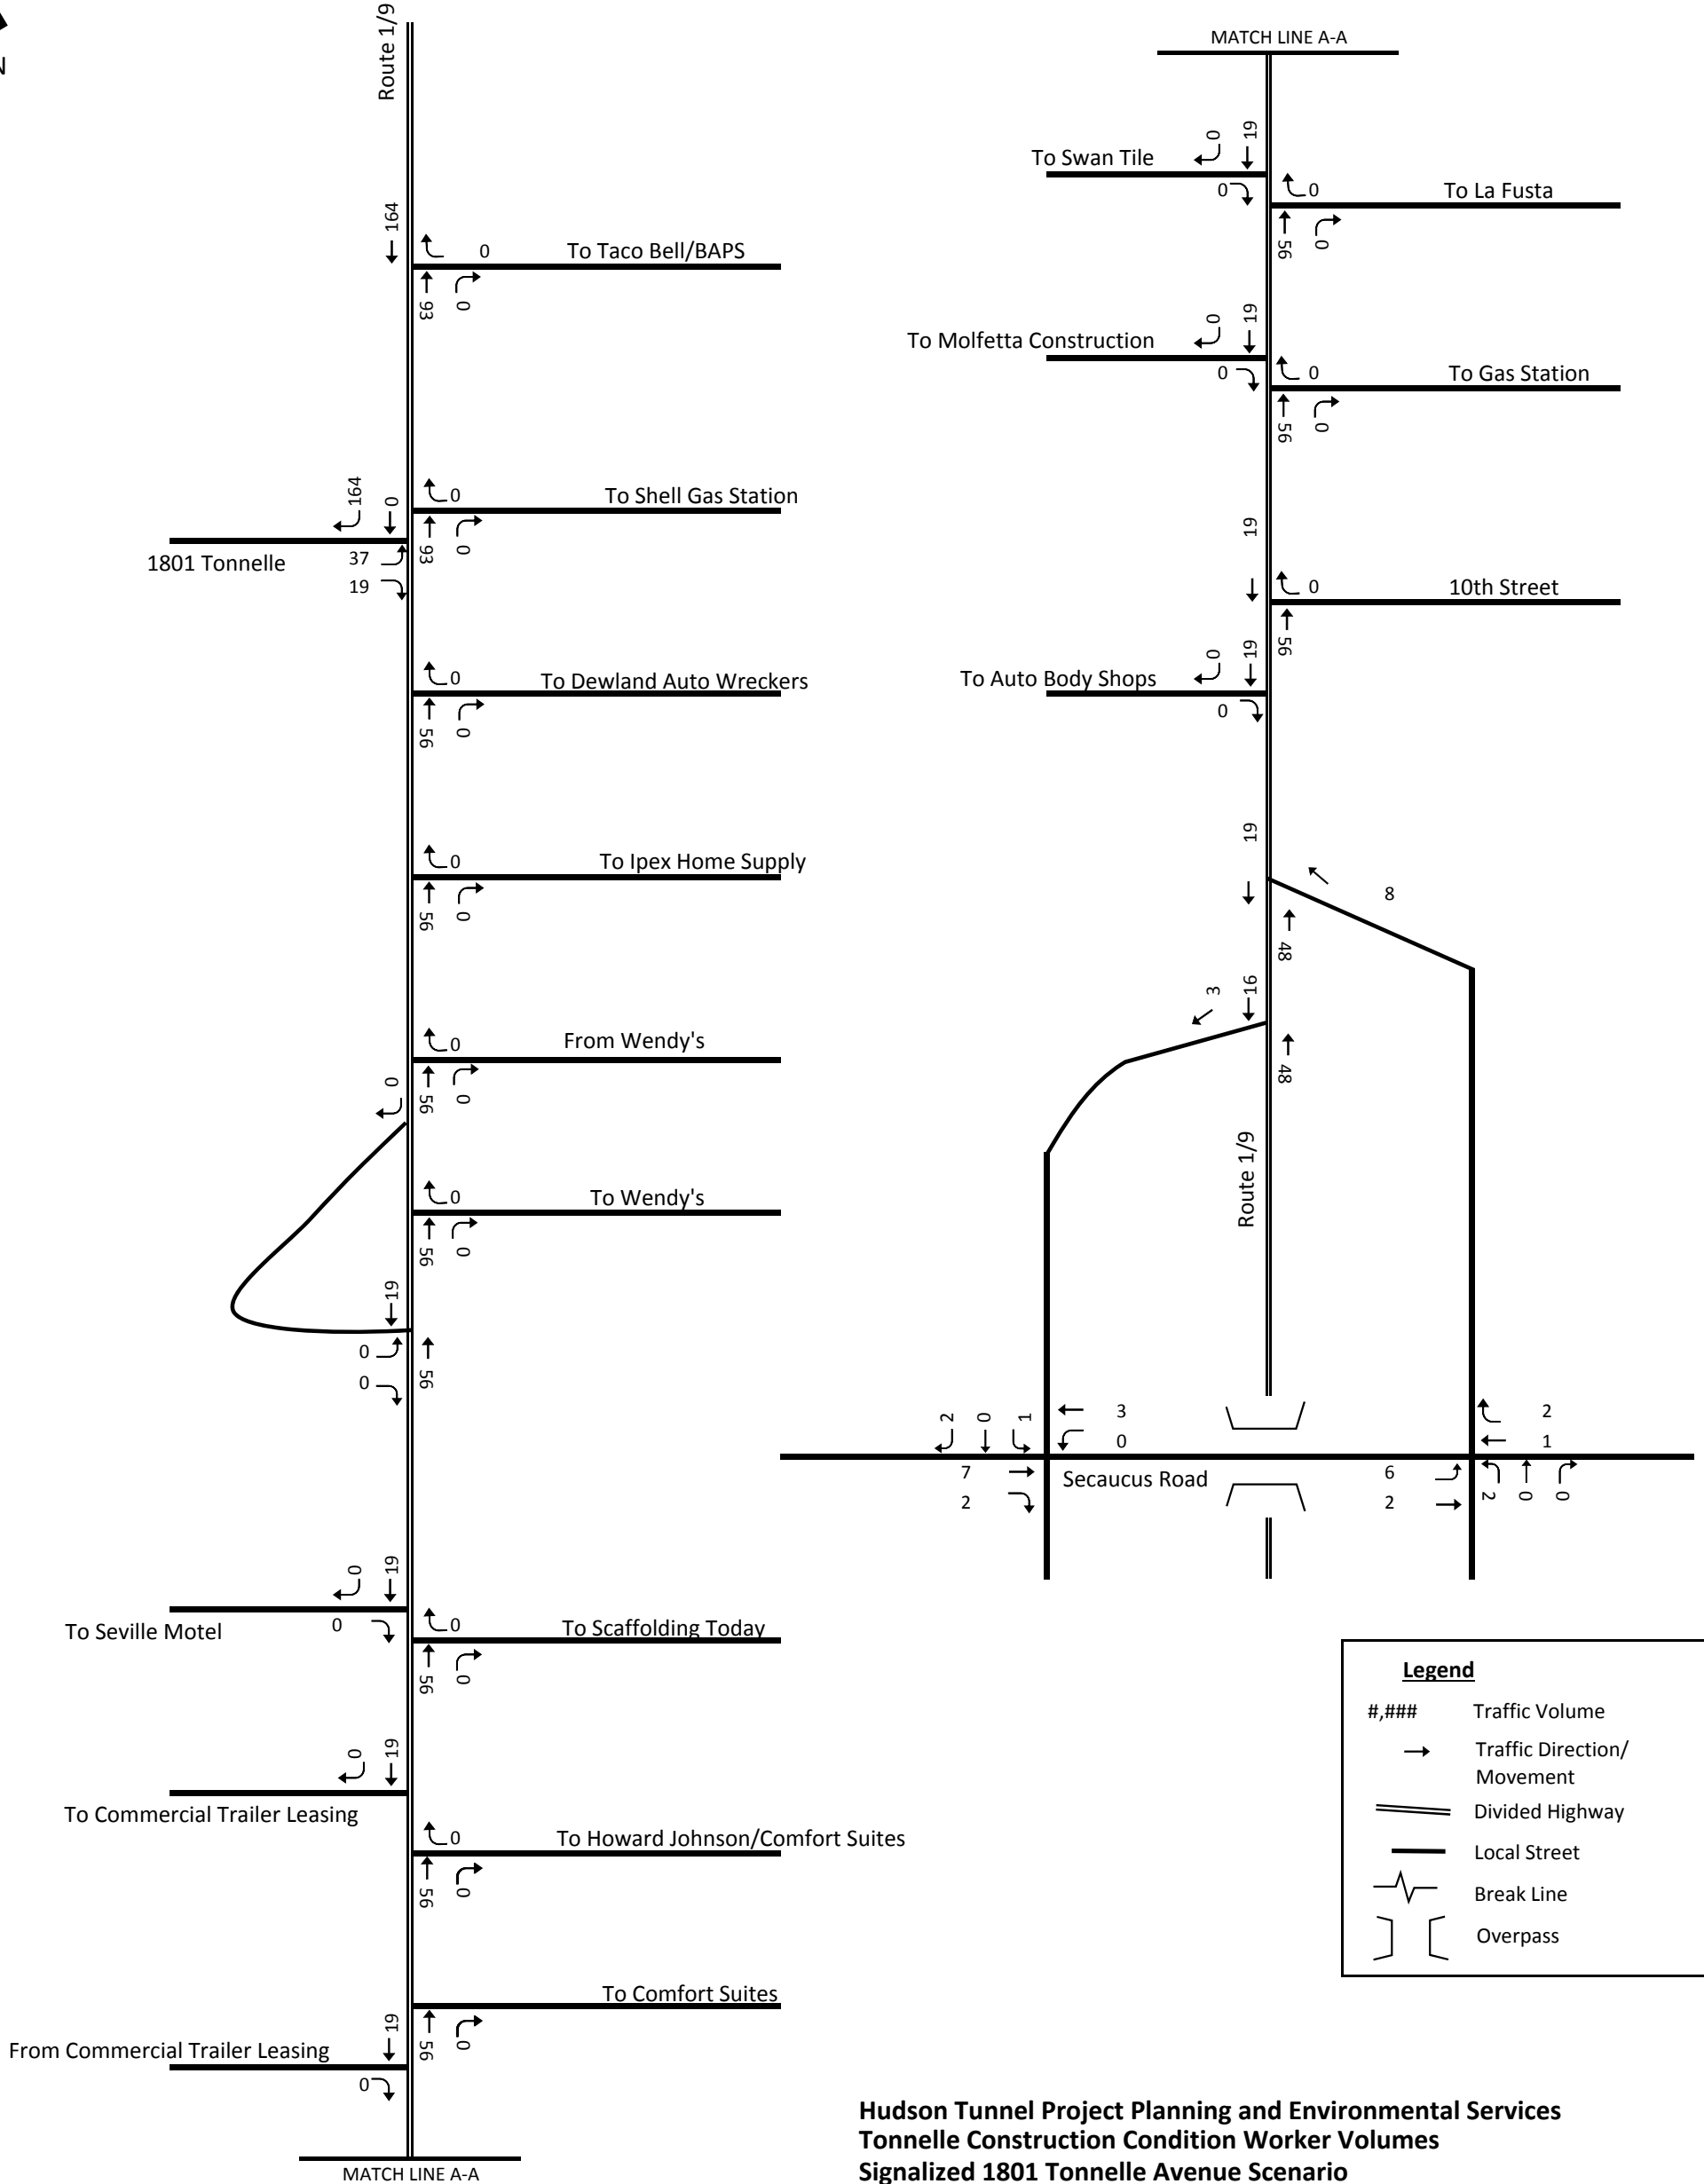 N
Route 1/9
164
0
To Taco Bell/BAPS
93
0
164
0
0
To Shell Gas Station
1801 Tonnelle
37
19
93
0
0
To Dewland Auto Wreckers
56
0
0
To Ipex Home Supply
56
0
0
From Wendy's
56
0
0
0
To Wendy's
56
0
19
0
0
56
0
19
To Seville Motel
0
0
To Scaffolding Today
56
0
0
19
To Commercial Trailer Leasing
0
To Howard Johnson/Comfort Suites
56
0
To Comfort Suites
56
0
19
From Commercial Trailer Leasing
0
MATCH LINE A-A
MATCH LINE A-A
0
19
To Swan Tile
0
0
To La Fusta
56
0
0
19
To Molfetta Construction
0
0
To Gas Station
56
0
19
0
10th Street
56
0
19
To Auto Body Shops
0
19
8
48
3
16
48
Route 1/9
2
0
1
3
0
7
2
Secaucus Road
2
1
6
2
2
0
0
Legend
#,###
Traffic Volume
Traffic Direction/
Movement
Divided Highway
Local Street
Break Line
Overpass
Hudson Tunnel Project Planning and Environmental Services
Tonnelle Construction Condition Worker Volumes
Signalized 1801 Tonnelle Avenue Scenario